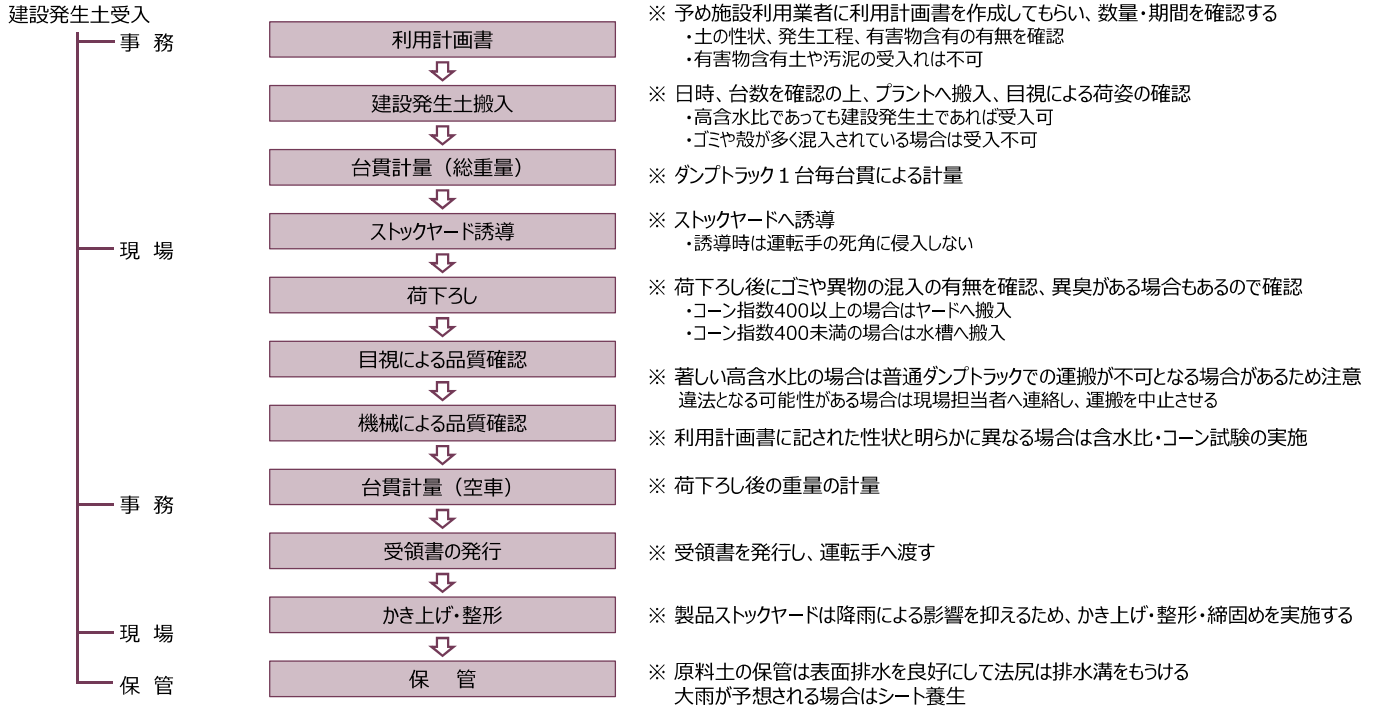 建設発生土受入
事 務
利用計画書
※ 予め施設利用業者に利用計画書を作成してもらい、数量・期間を確認する
・土の性状、発生工程、有害物含有の有無を確認
・有害物含有土や汚泥の受入れは不可
建設発生土搬入
※ 日時、台数を確認の上、プラントへ搬入、目視による荷姿の確認
・高含水比であっても建設発生土であれば受入可
・ゴミや殻が多く混入されている場合は受入不可
台貫計量（総重量）
※ ダンプトラック１台毎台貫による計量
現 場
ストックヤード誘導
※ ストックヤードへ誘導
・誘導時は運転手の死角に侵入しない
荷下ろし
※ 荷下ろし後にゴミや異物の混入の有無を確認、異臭がある場合もあるので確認
・コーン指数400以上の場合はヤードへ搬入
・コーン指数400未満の場合は水槽へ搬入
目視による品質確認
※ 著しい高含水比の場合は普通ダンプトラックでの運搬が不可となる場合があるため注意
違法となる可能性がある場合は現場担当者へ連絡し、運搬を中止させる
機械による品質確認
※ 利用計画書に記された性状と明らかに異なる場合は含水比・コーン試験の実施
事 務
台貫計量（空車）
※ 荷下ろし後の重量の計量
受領書の発行
※ 受領書を発行し、運転手へ渡す
現 場
かき上げ・整形
※ 製品ストックヤードは降雨による影響を抑えるため、かき上げ・整形・締固めを実施する
保 管
保 管
※ 原料土の保管は表面排水を良好にして法尻は排水溝をもうける
大雨が予想される場合はシート養生